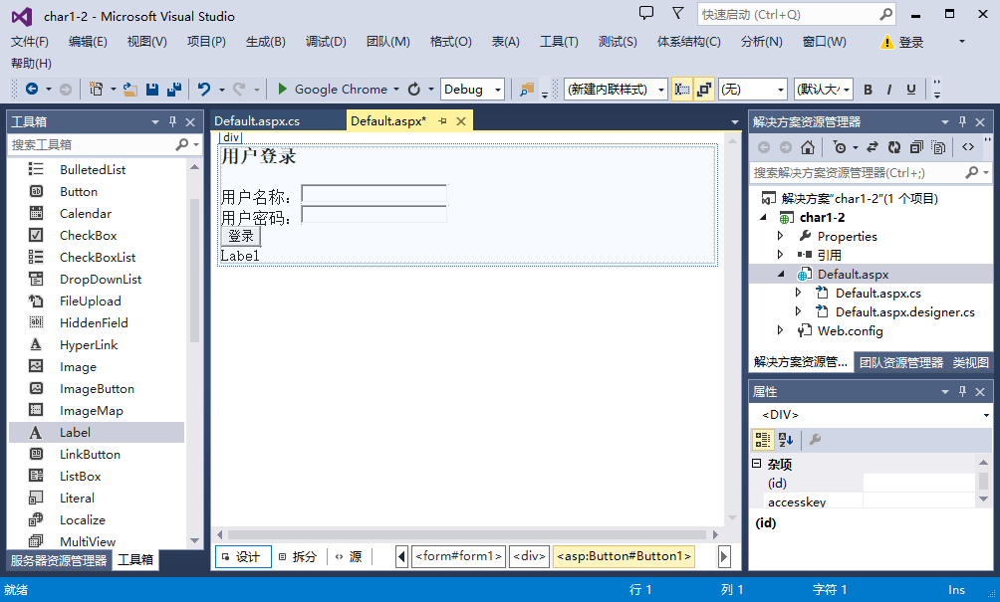 char1-2 - Microsoft Visual Studio
快速启动 (Ctrl+Q)
文件(F) 编辑(E) 视图(V) 项目(P) 生成(B) 调试(D) 团队(M) 格式(O) 表(A) 工具(T) 测试(S) 体系结构(C) 分析(N) 窗口(W) 登录
帮助(H)
Google Chrome Debug (新建内联样式) (无) (默认大小 B I U
工具箱
搜索工具箱
BulletedList
Button
Calendar
CheckBox
CheckBoxList
DropDownList
FileUpload
HiddenField
HyperLink
Image
ImageButton
ImageMap
Label
LinkButton
ListBox
Literal
Localize
MultiView
服务器资源管理器 工具箱
Default.aspx.cs Default.aspx*
div
用户登录
用户名称:
用户密码:
登录
Label
设计 拆分 源 <form#form1> <div> <asp:Button#Button1>
解决方案资源管理器
搜索解决方案资源管理器(Ctrl+;)
解决方案"char1-2"(1 个项目)
char1-2
Properties
引用
Default.aspx
Default.aspx.cs
Default.aspx.designer.cs
Web.config
解决方案资源管... 团队资源管理器 类视图
属性
<DIV>
杂项
(id)
accesskey
(id)
就绪 行 1 列 1 字符 1 Ins